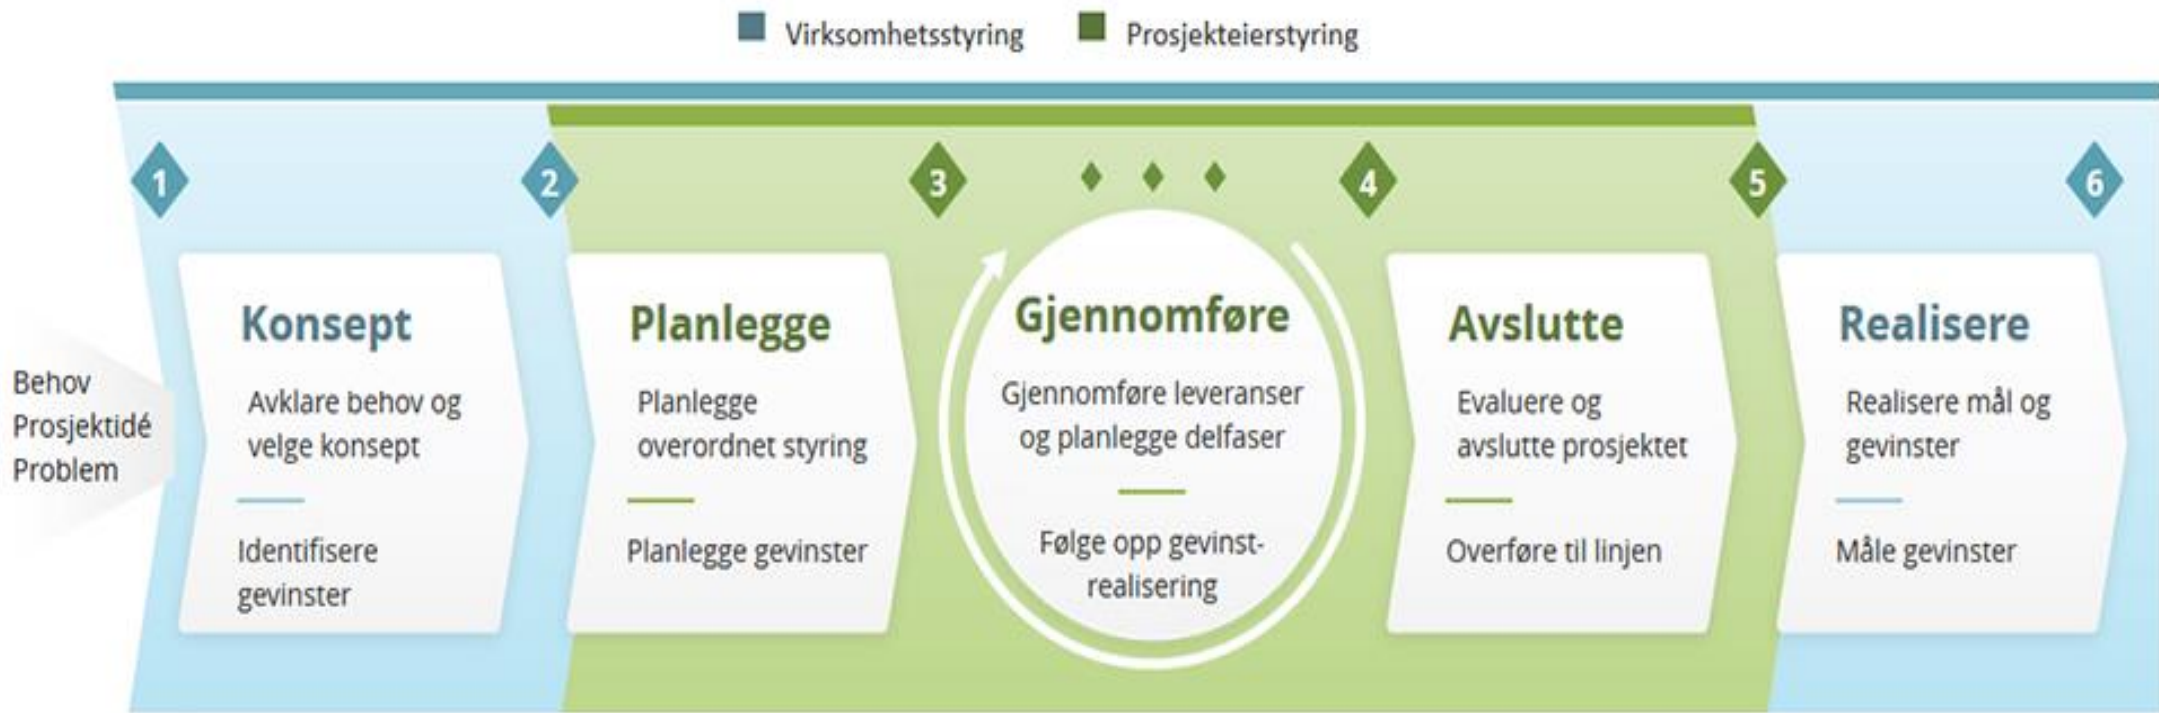 Virksomhetsstyring
Prosjekteierstyring
1
2
3
4
5
6
Behov
Prosjektidé
Problem
Konsept
Avklare behov og
velge konsept
Identifisere
gevinster
Planlegge
Planlegge
overordnet styring
Planlegge gevinster
Gjennomføre
Gjennomføre leveranser
og planlegge delfaser
Følge opp gevinst-
realisering
Avslutte
Evaluere og
avslutte prosjektet
Overføre til linjen
Realisere
Realisere mål og
gevinster
Måle gevinster